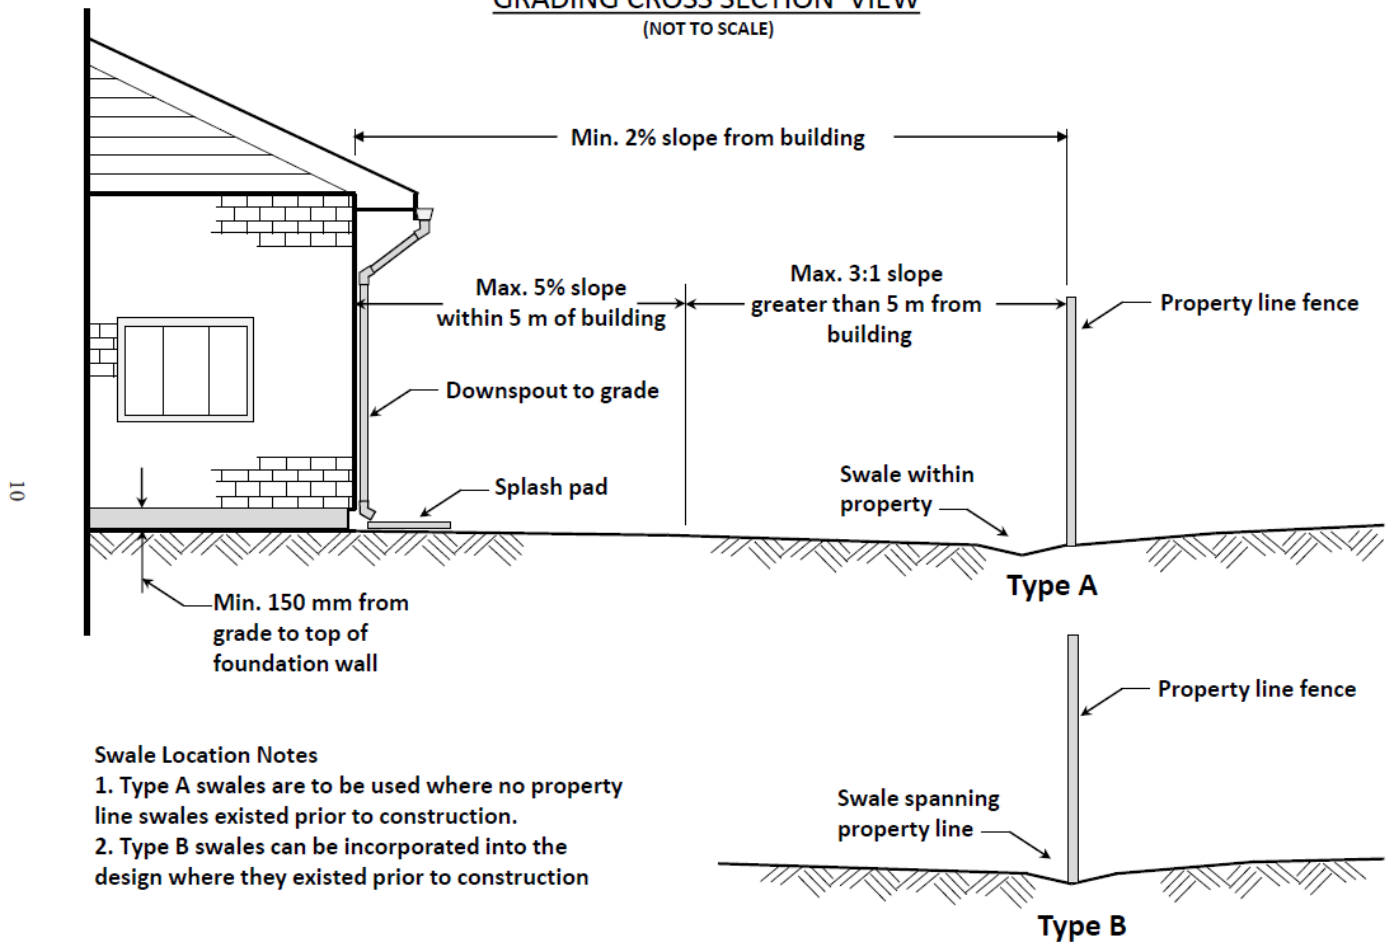 GRADING CROSS SECTION VIEW
(NOT TO SCALE)
Min. 2% slope from building
Max. 5% slope
within 5 m of building
Max. 3:1 slope
greater than 5 m from
building
Property line fence
Downspout to grade
Splash pad
Swale within
property
Type A
10
Min. 150 mm from
grade to top of
foundation wall
Property line fence
Swale Location Notes
1. Type A swales are to be used where no property
line swales existed prior to construction.
2. Type B swales can be incorporated into the
design where they existed prior to construction
Swale spanning
property line
Type B